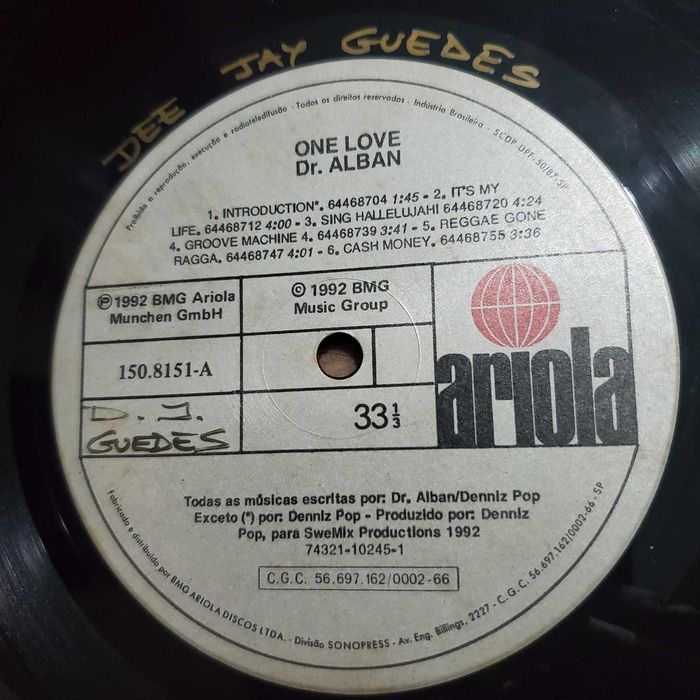 DEE JAY GUEDES
Proibido a reprodução, execução e radioteledifusão - Todos os direitos reservados - Indústria Brasileira - SCDP-DPF-50187-SP
ONE LOVE
Dr. ALBAN
1. INTRODUCTION*. 64468704 1:45 - 2. IT'S MY
LIFE. 64468712 4:00 - 3. SING HALLELUJAH! 64468720 4:24
4. GROOVE MACHINE 4. 64468739 3:41 - 5. REGGAE GONE
RAGGA. 64468747 4:01 - 6. CASH MONEY. 64468755 3:36
℗ 1992 BMG Ariola
Munchen GmbH
© 1992 BMG
Music Group
150.8151-A
D. J.
GUEDES
33 1/3
ariola
Todas as músicas escritas por: Dr. Alban/Denniz Pop
Exceto (*) por: Denniz Pop - Produzido por: Denniz
Pop, para SweMix Productions 1992
74321-10245-1
C.G.C. 56.697.162/0002-66
Fabricado e distribuído por BMG ARIOLA DISCOS LTDA. - Divisão SONOPRESS - Av. Eng. Billings, 2227 - C.G.C. 56.697.162/0002-66 - SP